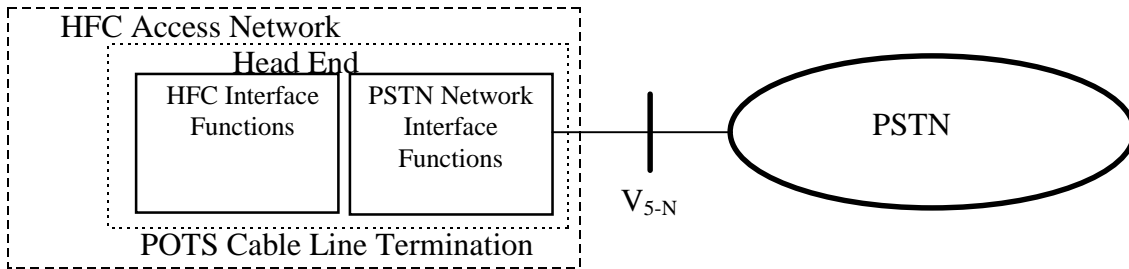 HFC Access Network
Head End
HFC Interface
Functions
PSTN Network
Interface
Functions
PSTN
V5-N
POTS Cable Line Termination